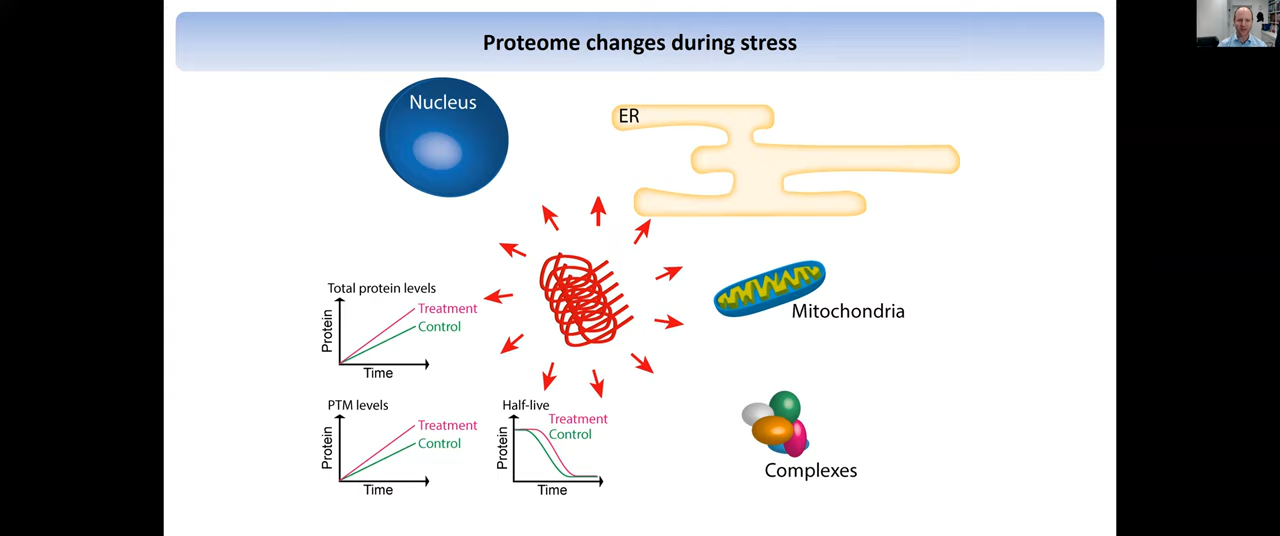 Proteome changes during stress
Nucleus
ER
Mitochondria
Complexes
Total protein levels
Protein
Treatment
Control
Time
PTM levels
Protein
Treatment
Control
Time
Half-live
Protein
Treatment
Control
Time